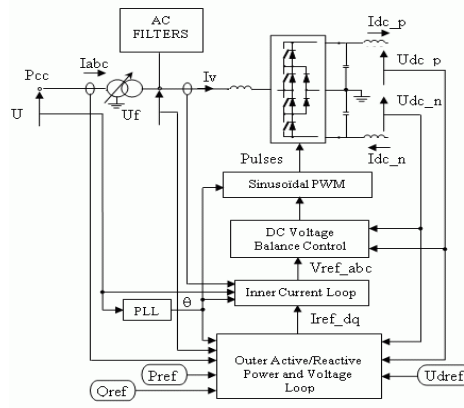 AC
FILTERS
Idc_p
Udc_p
Pcc
Iabc
Iv
Uf
U
Udc_n
Idc_n
Pulses
Sinusoïdal PWM
DC Voltage
Balance Control
Vref_abc
Inner Current Loop
PLL
θ
Iref_dq
Outer Active/Reactive
Power and Voltage
Loop
Pref
Qref
Udref